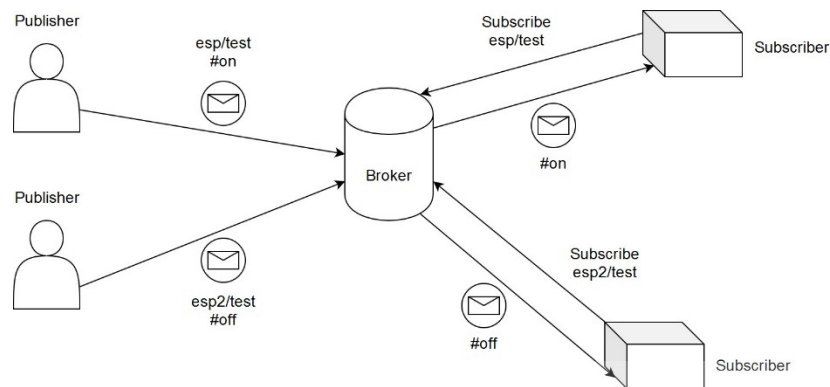 Publisher
esp/test
#on
Subscribe
esp/test
Subscriber
#on
Broker
Publisher
esp2/test
#off
Subscribe
esp2/test
#off
Subscriber